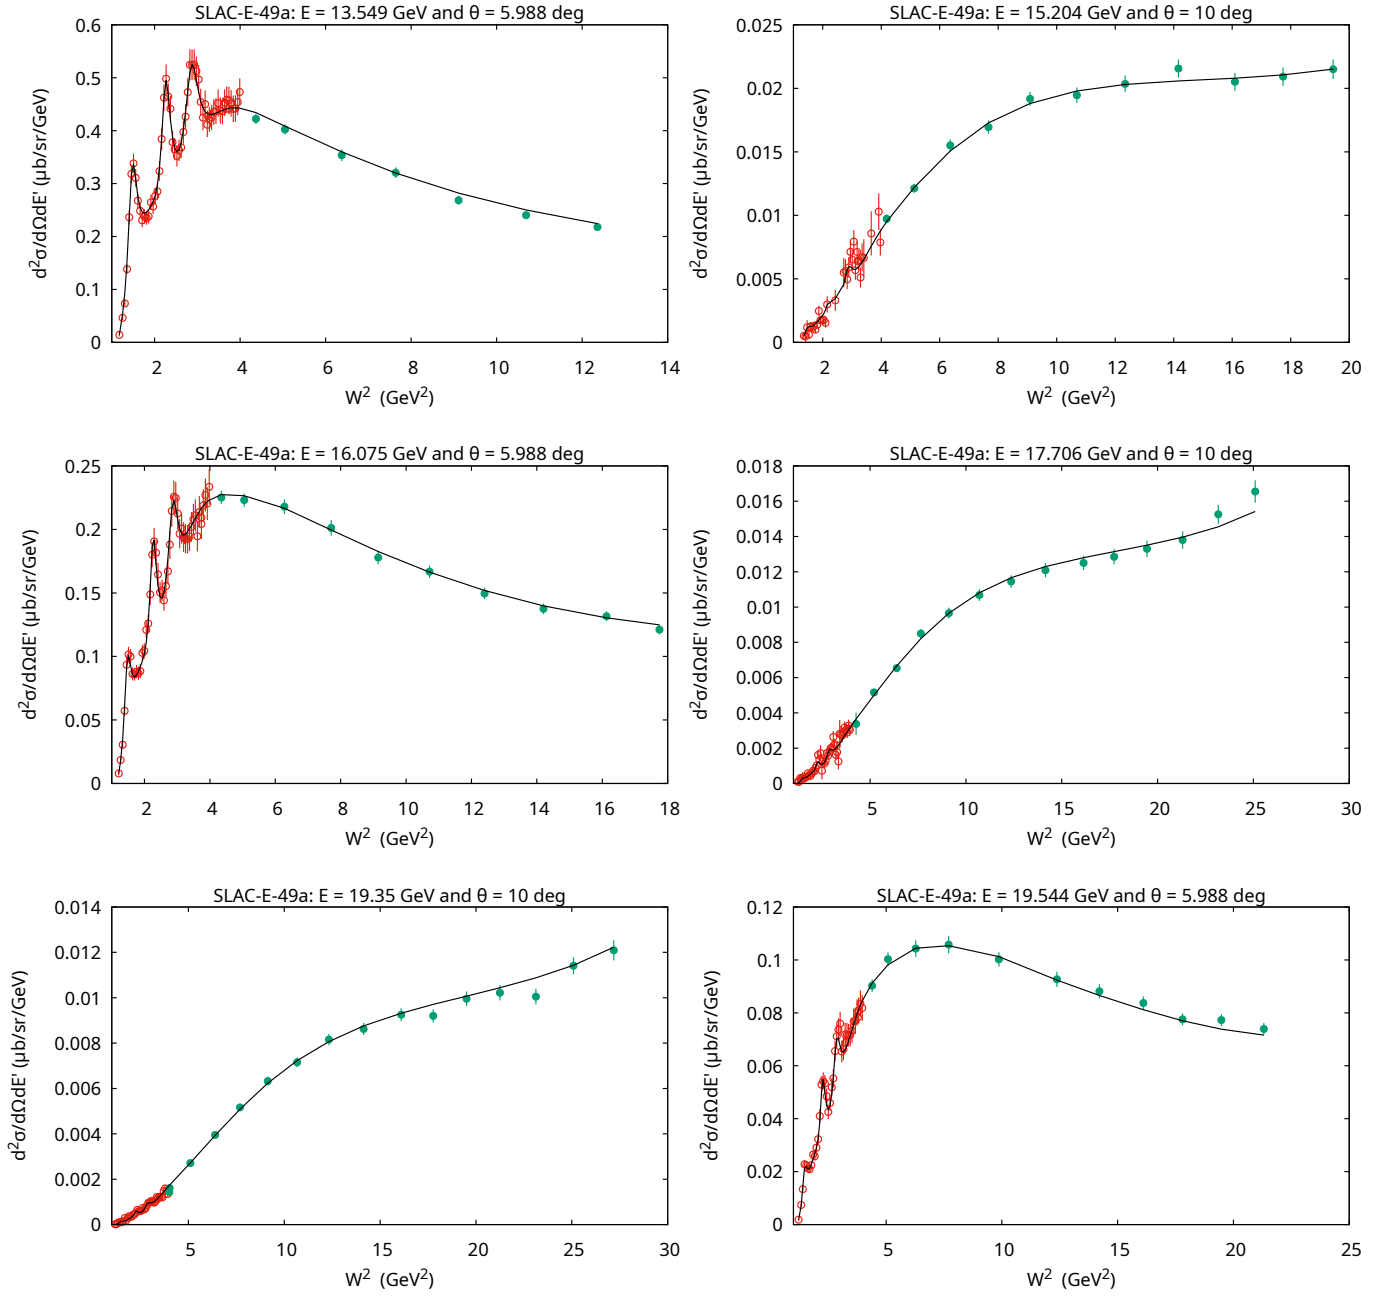 SLAC-E-49a: E = 13.549 GeV and θ = 5.988 deg
d²σ/dΩdE' (μb/sr/GeV)
0.6
0.5
0.4
0.3
0.2
0.1
0
2 4 6 8 10 12 14
W² (GeV²)
SLAC-E-49a: E = 15.204 GeV and θ = 10 deg
d²σ/dΩdE' (μb/sr/GeV)
0.025
0.02
0.015
0.01
0.005
0
2 4 6 8 10 12 14 16 18 20
W² (GeV²)
SLAC-E-49a: E = 16.075 GeV and θ = 5.988 deg
d²σ/dΩdE' (μb/sr/GeV)
0.25
0.2
0.15
0.1
0.05
0
2 4 6 8 10 12 14 16 18
W² (GeV²)
SLAC-E-49a: E = 17.706 GeV and θ = 10 deg
d²σ/dΩdE' (μb/sr/GeV)
0.018
0.016
0.014
0.012
0.01
0.008
0.006
0.004
0.002
0
5 10 15 20 25 30
W² (GeV²)
SLAC-E-49a: E = 19.35 GeV and θ = 10 deg
d²σ/dΩdE' (μb/sr/GeV)
0.014
0.012
0.01
0.008
0.006
0.004
0.002
0
5 10 15 20 25 30
W² (GeV²)
SLAC-E-49a: E = 19.544 GeV and θ = 5.988 deg
d²σ/dΩdE' (μb/sr/GeV)
0.12
0.1
0.08
0.06
0.04
0.02
0
5 10 15 20 25
W² (GeV²)